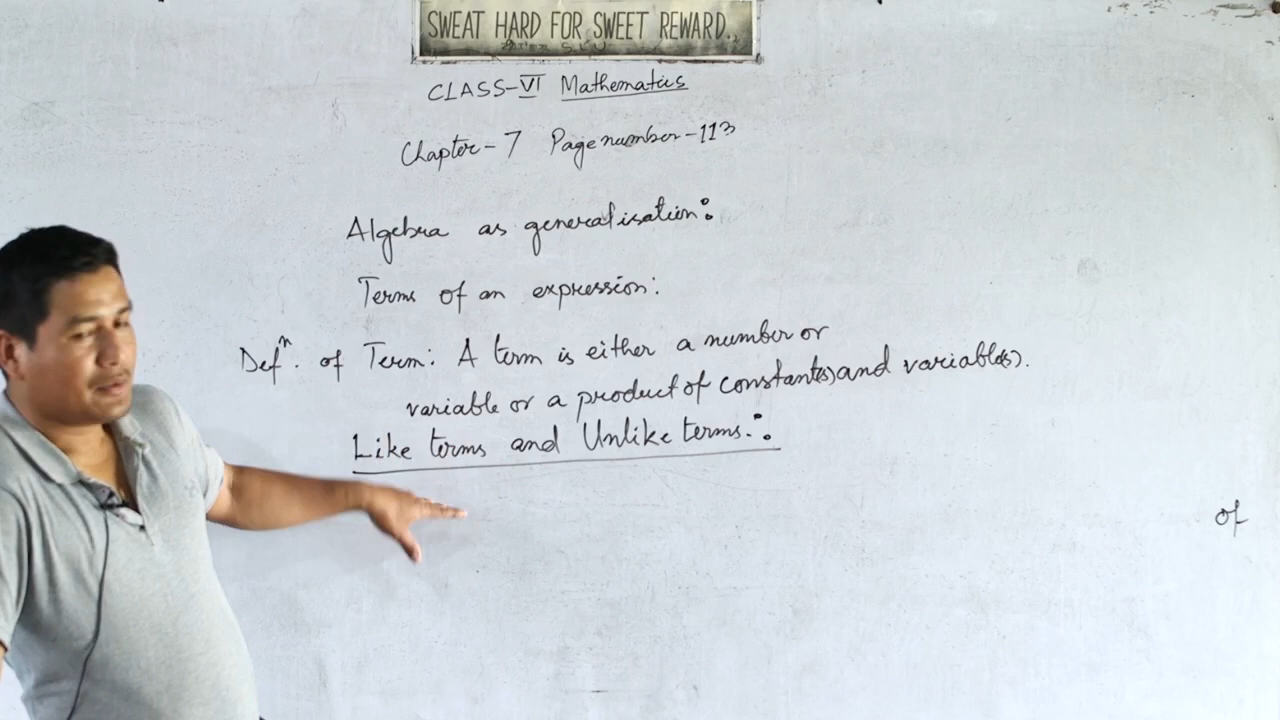 SWEAT HARD FOR SWEET REWARD..
CLASS-VI Mathematics
Chapter-7 Page number-113
Algebra as generalisation:
Terms of an expression:
Defⁿ. of Term: A term is either a number or
variable or a product of constant(s) and variable(s).
Like terms and Unlike terms.:
of